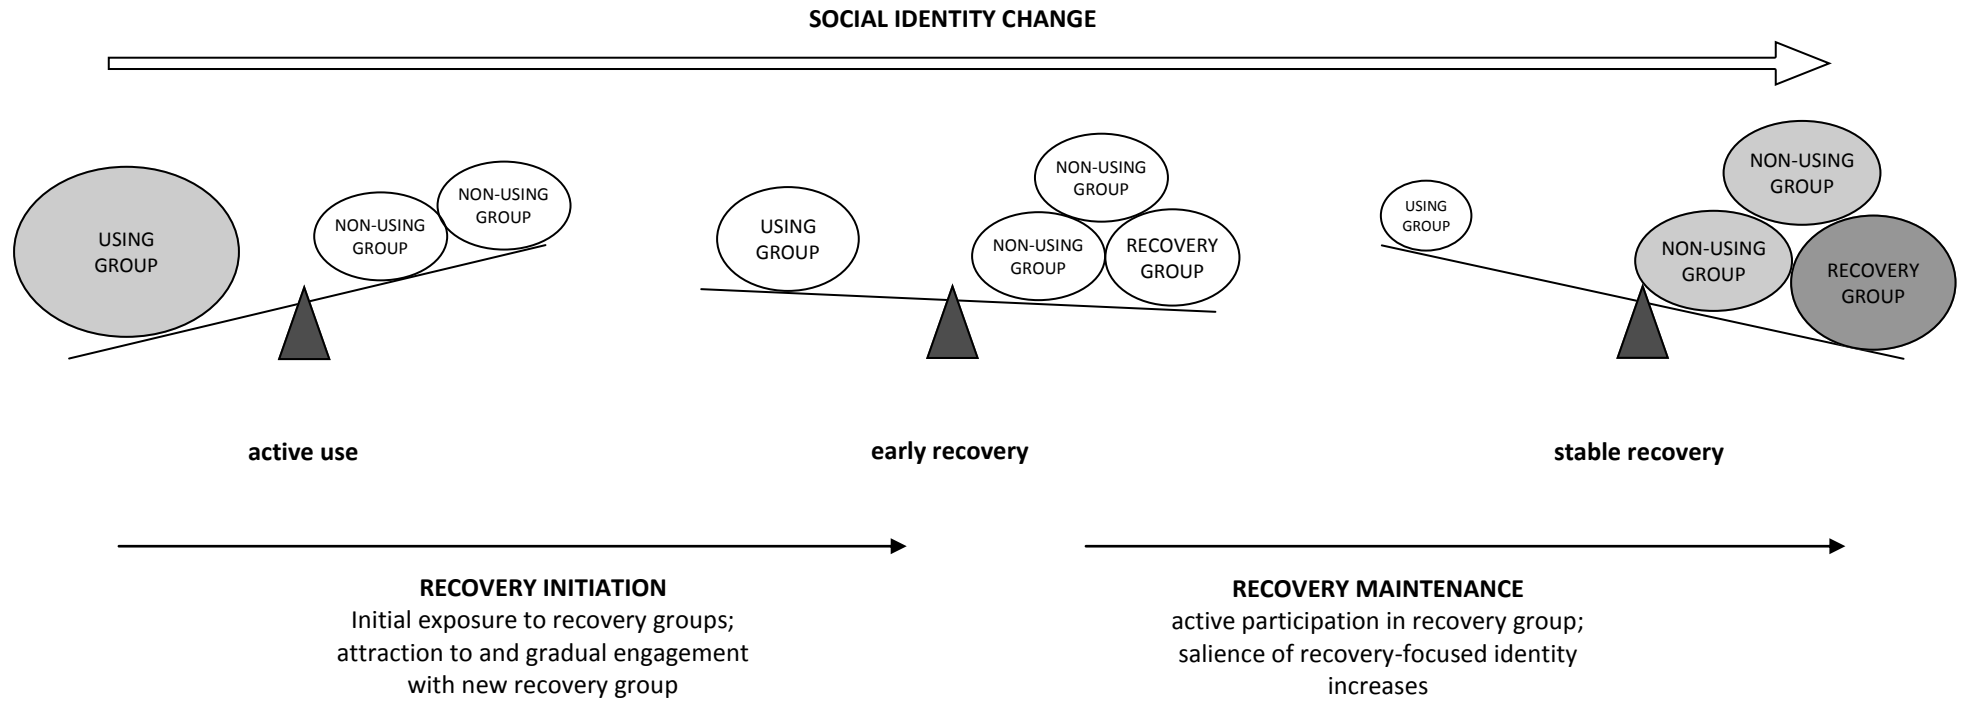 SOCIAL IDENTITY CHANGE
USING
GROUP
NON-USING
GROUP
NON-USING
GROUP
USING
GROUP
NON-USING
GROUP
NON-USING
GROUP
RECOVERY
GROUP
USING
GROUP
NON-USING
GROUP
NON-USING
GROUP
RECOVERY
GROUP
active use
early recovery
stable recovery
RECOVERY INITIATION
Initial exposure to recovery groups;
attraction to and gradual engagement
with new recovery group
RECOVERY MAINTENANCE
active participation in recovery group;
salience of recovery-focused identity
increases